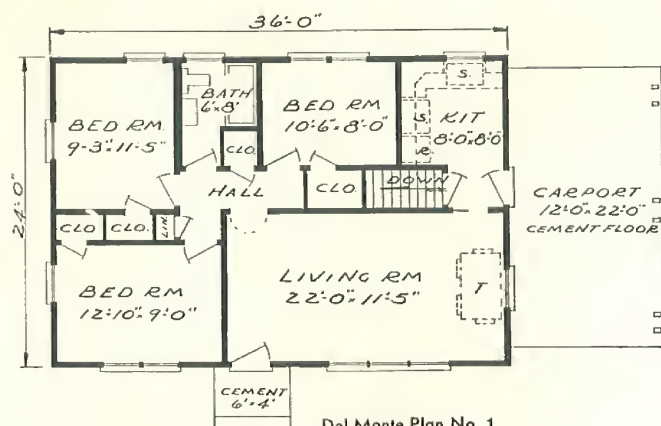 36'-0"
24'-0"
BED RM.
9'-3"x11'-5"
BATH
6'x8'
CLO.
BED RM
10'-6"x8'-0"
S.
S.
R.
KIT
8'-0"x8'-0"
HALL
CLO.
DOWN
CARPORT
12'-0"x22'-0"
CEMENT FLOOR
CLO
CLO.
LIN.
BED RM
12'-10"x9'-0"
LIVING RM
22'-0"x11'-5"
T
CEMENT
6'x4'
Del Monte Plan No. 1